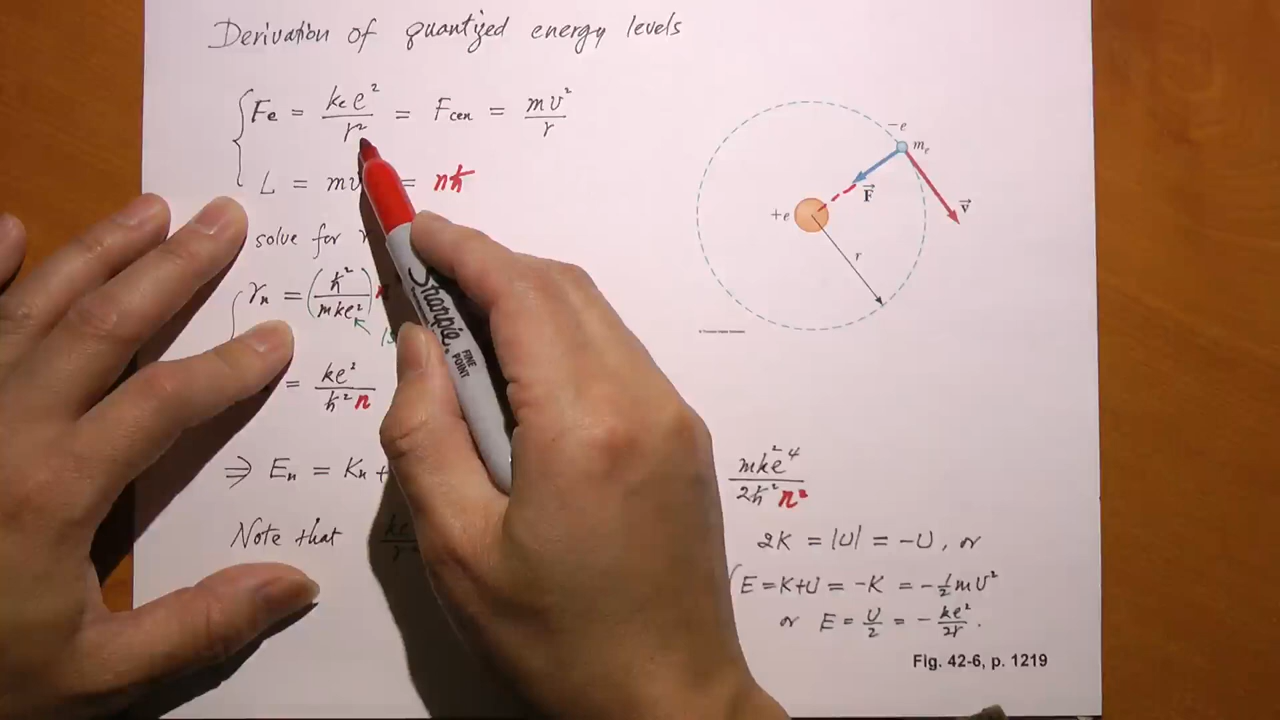 Derivation of quantized energy levels
Fe = kₑe²/r² = Fcen = mv²/r
L = mv = nħ
solve for r
rₙ = (ħ²/mke²)
= ke²/ħ²n
⇒ Eₙ = Kₙ +
mk²e⁴/2ħ²n²
Note that
2K = |U| = -U, or
E = K+U = -K = -½mv²
or E = U/2 = -ke²/2r.
-e
mₑ
F
v
+e
r
Sharpie.
FINE
POINT
Fig. 42-6, p. 1219